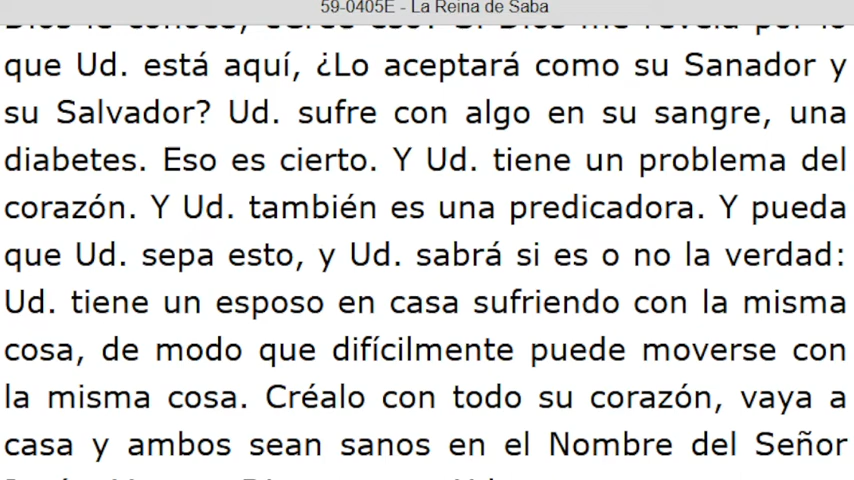 59-0405E - La Reina de Saba
que Ud. está aquí, ¿Lo aceptará como su Sanador y
su Salvador? Ud. sufre con algo en su sangre, una
diabetes. Eso es cierto. Y Ud. tiene un problema del
corazón. Y Ud. también es una predicadora. Y pueda
que Ud. sepa esto, y Ud. sabrá si es o no la verdad:
Ud. tiene un esposo en casa sufriendo con la misma
cosa, de modo que difícilmente puede moverse con
la misma cosa. Créalo con todo su corazón, vaya a
casa y ambos sean sanos en el Nombre del Señor